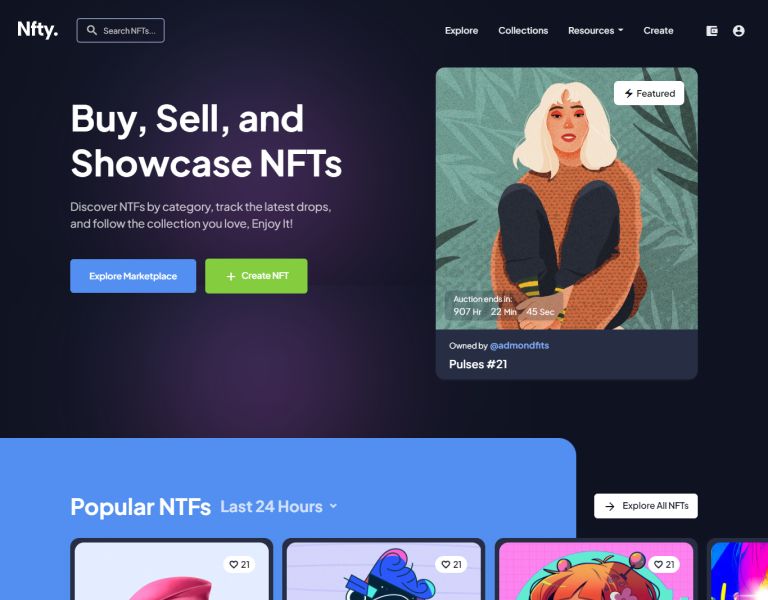 Nfty.
Search NFTs...
Explore
Collections
Resources
Create
Buy, Sell, and
Showcase NFTs
Discover NTFs by category, track the latest drops,
and follow the collection you love, Enjoy It!
Explore Marketplace
+ Create NFT
Featured
Auction ends in:
907 Hr 22 Min 45 Sec
Owned by @admondfits
Pulses #21
Popular NTFs
Last 24 Hours
Explore All NFTs
21
21
21